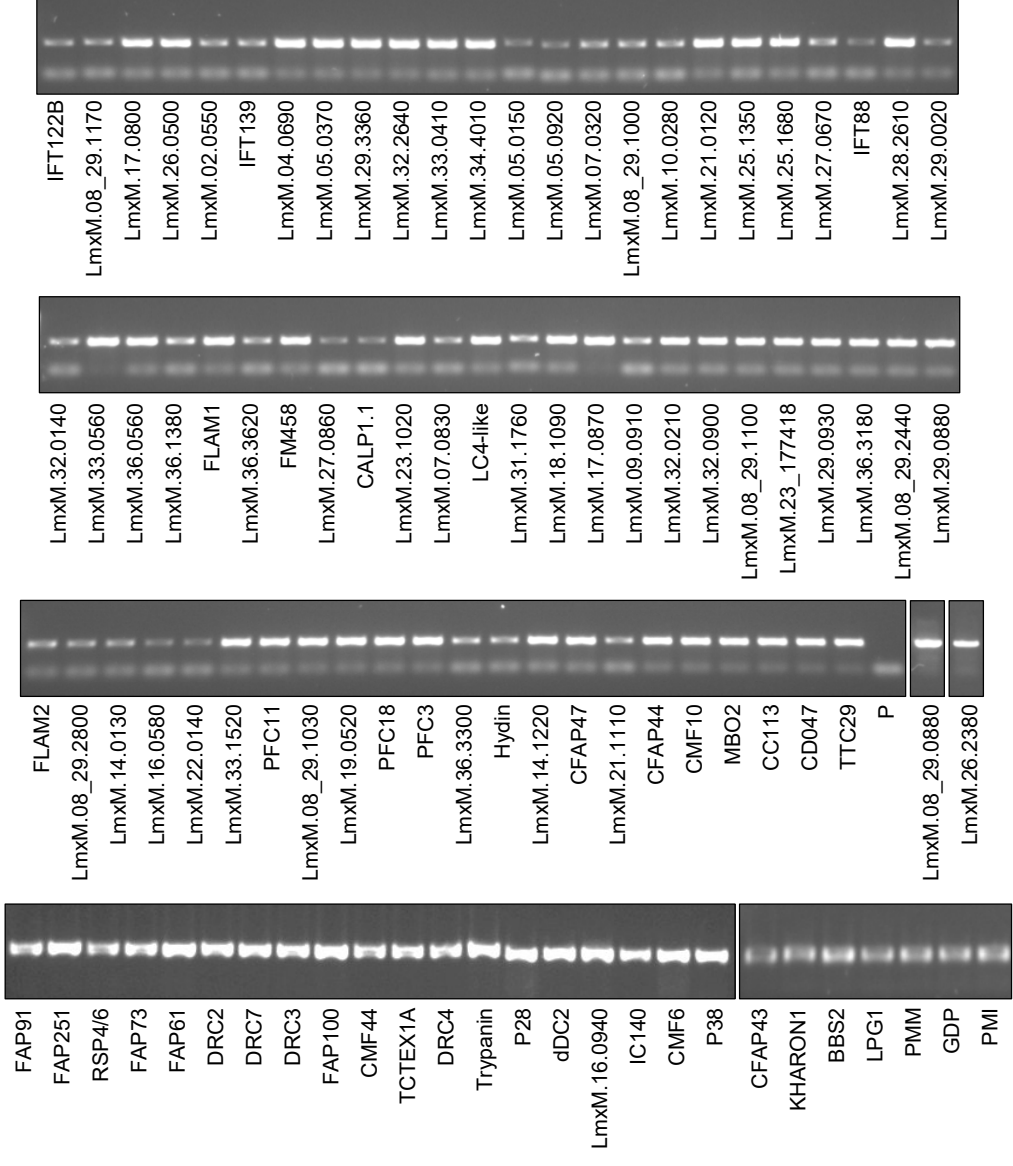 IFT122B
LmxM.08_29.1170
LmxM.17.0800
LmxM.26.0500
LmxM.02.0550
IFT139
LmxM.04.0690
LmxM.05.0370
LmxM.29.3360
LmxM.32.2640
LmxM.33.0410
LmxM.34.4010
LmxM.05.0150
LmxM.05.0920
LmxM.07.0320
LmxM.08_29.1000
LmxM.10.0280
LmxM.21.0120
LmxM.25.1350
LmxM.25.1680
LmxM.27.0670
IFT88
LmxM.28.2610
LmxM.29.0020
LmxM.32.0140
LmxM.33.0560
LmxM.36.0560
LmxM.36.1380
FLAM1
LmxM.36.3620
FM458
LmxM.27.0860
CALP1.1
LmxM.23.1020
LmxM.07.0830
LC4-like
LmxM.31.1760
LmxM.18.1090
LmxM.17.0870
LmxM.09.0910
LmxM.32.0210
LmxM.32.0900
LmxM.08_29.1100
LmxM.23_177418
LmxM.29.0930
LmxM.36.3180
LmxM.08_29.2440
LmxM.29.0880
FLAM2
LmxM.08_29.2800
LmxM.14.0130
LmxM.16.0580
LmxM.22.0140
LmxM.33.1520
PFC11
LmxM.08_29.1030
LmxM.19.0520
PFC18
PFC3
LmxM.36.3300
Hydin
LmxM.14.1220
CFAP47
LmxM.21.1110
CFAP44
CMF10
MBO2
CC113
CD047
TTC29
P
LmxM.08_29.0880
LmxM.26.2380
FAP91
FAP251
RSP4/6
FAP73
FAP61
DRC2
DRC7
DRC3
FAP100
CMF44
TCTEX1A
DRC4
Trypanin
P28
dDC2
LmxM.16.0940
IC140
CMF6
P38
CFAP43
KHARON1
BBS2
LPG1
PMM
GDP
PMI